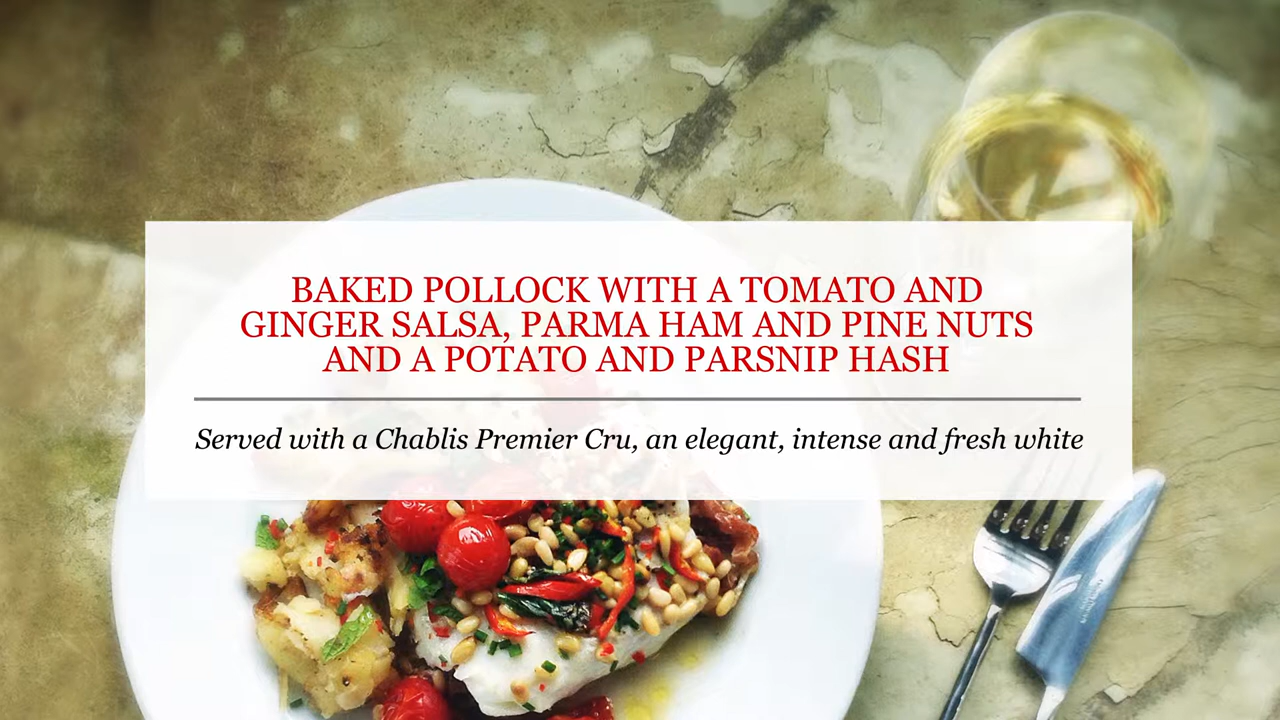 BAKED POLLOCK WITH A TOMATO AND
GINGER SALSA, PARMA HAM AND PINE NUTS
AND A POTATO AND PARSNIP HASH
Served with a Chablis Premier Cru, an elegant, intense and fresh white